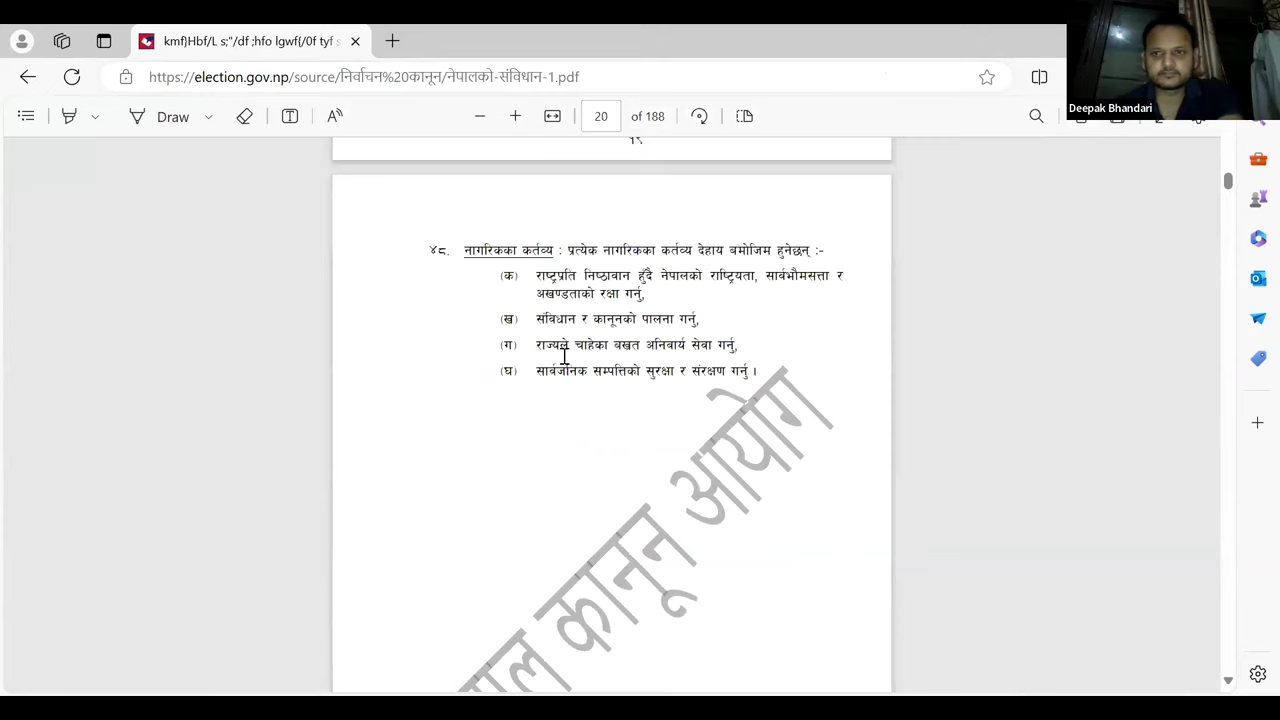 kmf}Hbf/L s;"/df ;hfo lgwf{/0f tyf s
https://election.gov.np/source/निर्वाचन%20कानून/नेपालको-संविधान-1.pdf
Deepak Bhandari
Draw
20 of 188
१९
४८. नागरिकका कर्तव्य : प्रत्येक नागरिकका कर्तव्य देहाय बमोजिम हुनेछन् :-
(क) राष्ट्रप्रति निष्ठावान हुँदै नेपालको राष्ट्रियता, सार्वभौमसत्ता र
अखण्डताको रक्षा गर्नु,
(ख) संविधान र कानूनको पालना गर्नु,
(ग) राज्यले चाहेका बखत अनिवार्य सेवा गर्नु,
(घ) सार्वजनिक सम्पत्तिको सुरक्षा र संरक्षण गर्नु ।
कानून आयोग